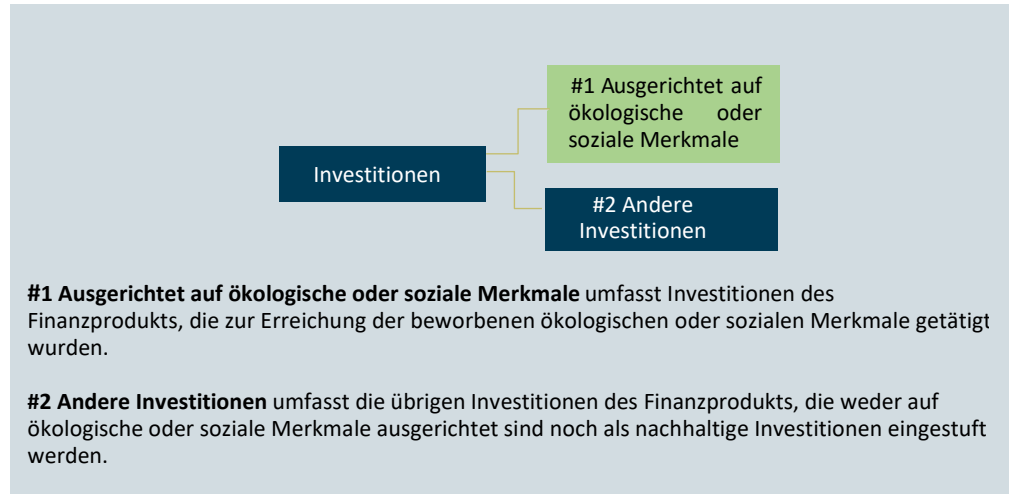 #1 Ausgerichtet auf
ökologische oder
soziale Merkmale
Investitionen
#2 Andere
Investitionen
#1 Ausgerichtet auf ökologische oder soziale Merkmale umfasst Investitionen des
Finanzprodukts, die zur Erreichung der beworbenen ökologischen oder sozialen Merkmale getätigt
wurden.
#2 Andere Investitionen umfasst die übrigen Investitionen des Finanzprodukts, die weder auf
ökologische oder soziale Merkmale ausgerichtet sind noch als nachhaltige Investitionen eingestuft
werden.